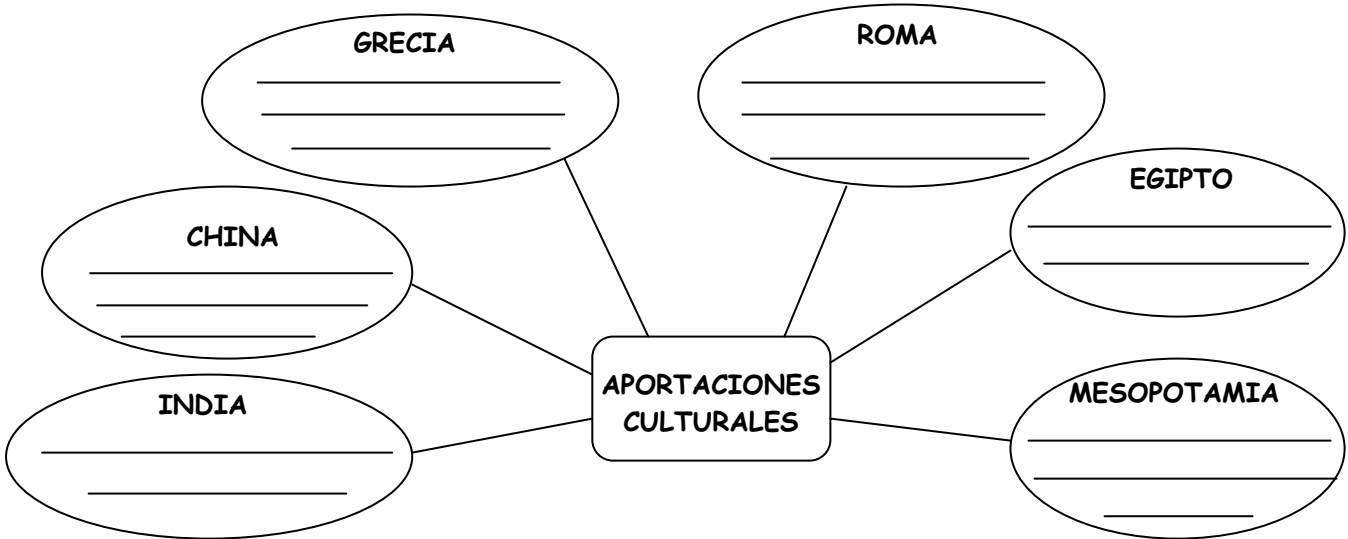 GRECIA
ROMA
EGIPTO
CHINA
APORTACIONES
CULTURALES
MESOPOTAMIA
INDIA